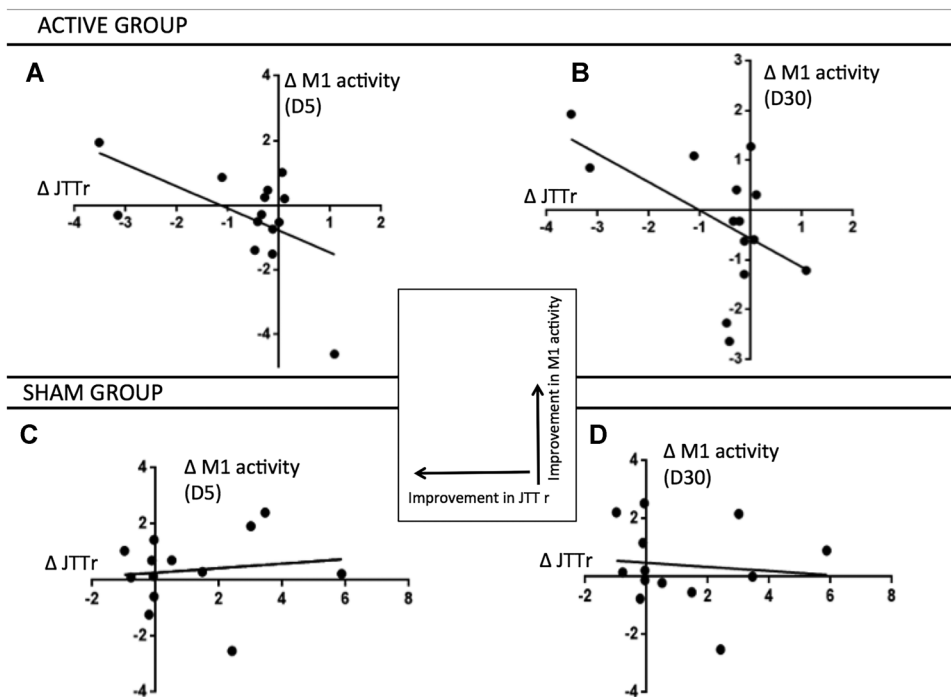 ACTIVE GROUP
A
Δ M1 activity
(D5)
Δ JTTr
4
2
-2
-4
-4 -3 -2 -1 1 2
B
Δ M1 activity
(D30)
Δ JTTr
3
2
1
-1
-2
-3
-4 -3 -2 -1 1 2
Improvement in M1 activity
Improvement in JTT r
SHAM GROUP
C
Δ M1 activity
(D5)
Δ JTTr
4
2
-2
-4
-2 2 4 6 8
D
Δ M1 activity
(D30)
Δ JTTr
4
2
-2
-4
-2 2 4 6 8